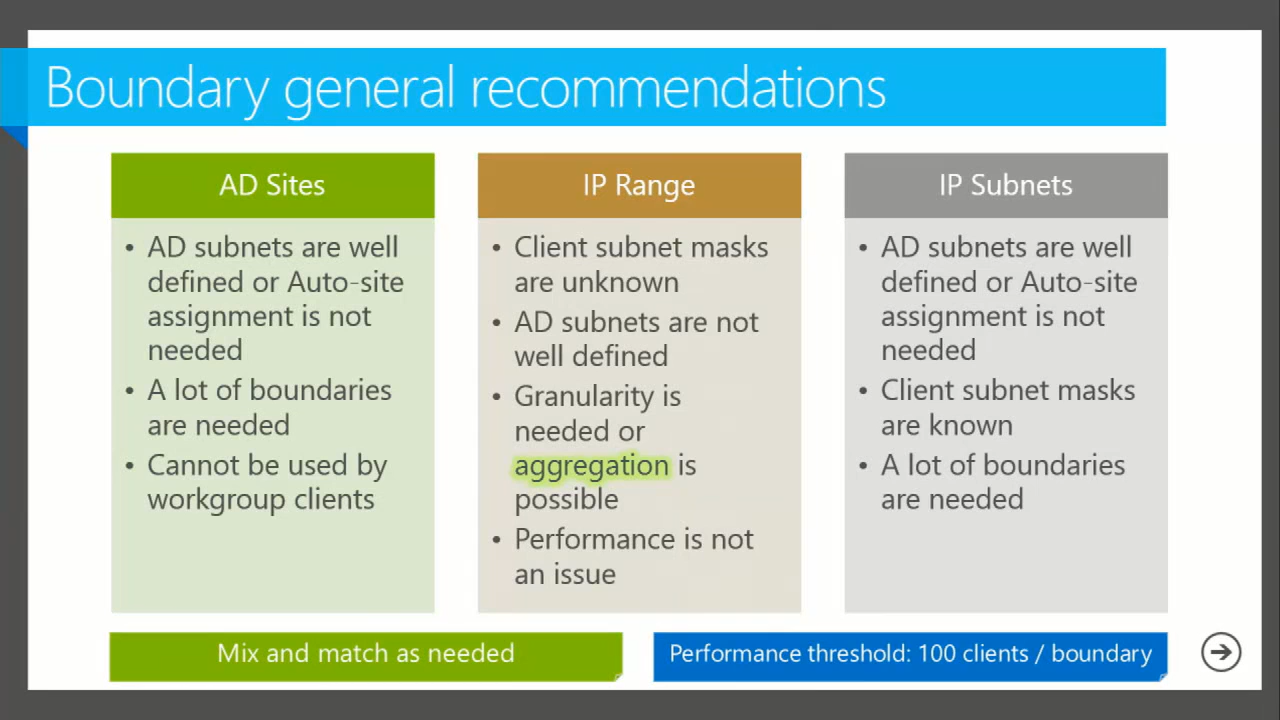 Boundary general recommendations
AD Sites
• AD subnets are well
defined or Auto-site
assignment is not
needed
• A lot of boundaries
are needed
• Cannot be used by
workgroup clients
IP Range
• Client subnet masks
are unknown
• AD subnets are not
well defined
• Granularity is
needed or
aggregation is
possible
• Performance is not
an issue
IP Subnets
• AD subnets are well
defined or Auto-site
assignment is not
needed
• Client subnet masks
are known
• A lot of boundaries
are needed
Mix and match as needed
Performance threshold: 100 clients / boundary